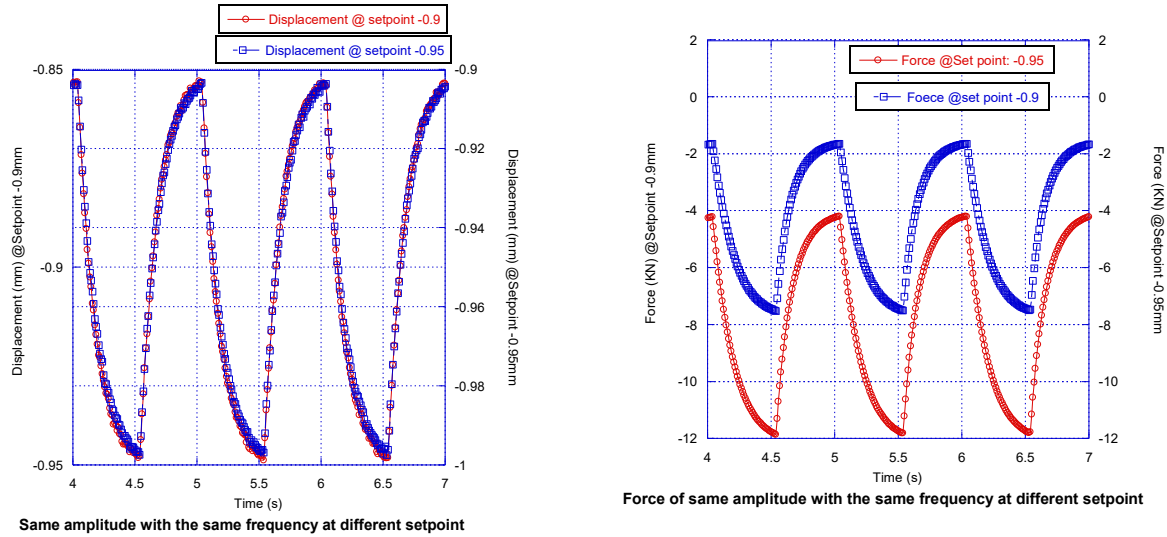 Displacement @ setpoint -0.9
Displacement @ setpoint -0.95
-0.85
-0.9
-0.95
Displacement (mm) @Setpoint -0.9mm
-0.9
-0.92
-0.94
-0.96
-0.98
-1
Displacement (mm) @Setpoint -0.95mm
4 4.5 5 5.5 6 6.5 7
Time (s)
Same amplitude with the same frequency at different setpoint
Force @Set point: -0.95
Foece @set point -0.9
2
0
-2
-4
-6
-8
-10
-12
Force (KN) @Setpoint -0.9mm
2
0
-2
-4
-6
-8
-10
-12
Force (KN) @Setpoint -0.95mm
4 4.5 5 5.5 6 6.5 7
Time (s)
Force of same amplitude with the same frequency at different setpoint